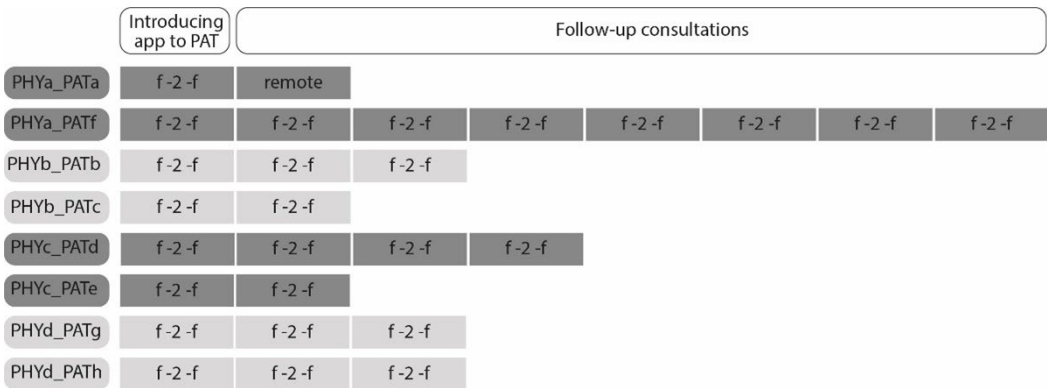 Introducing
app to PAT
Follow-up consultations
PHYa_PATa f -2 -f remote
PHYa_PATf f -2 -f f -2 -f f -2 -f f -2 -f f -2 -f f -2 -f f -2 -f f -2 -f
PHYb_PATb f -2 -f f -2 -f f -2 -f
PHYb_PATc f -2 -f f -2 -f
PHYc_PATd f -2 -f f -2 -f f -2 -f f -2 -f
PHYc_PATe f -2 -f f -2 -f
PHYd_PATg f -2 -f f -2 -f f -2 -f
PHYd_PATh f -2 -f f -2 -f f -2 -f